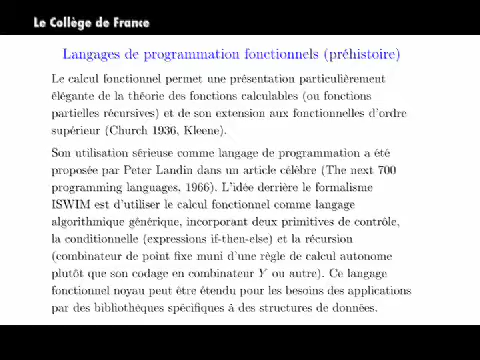 Le Collège de France
Langages de programmation fonctionnels (préhistoire)
Le calcul fonctionnel permet une présentation particulièrement
élégante de la théorie des fonctions calculables (ou fonctions
partielles récursives) et de son extension aux fonctionnelles d'ordre
supérieur (Church 1936, Kleene).
Son utilisation sérieuse comme langage de programmation a été
proposée par Peter Landin dans un article célèbre (The next 700
programming languages, 1966). L'idée derrière le formalisme
ISWIM est d'utiliser le calcul fonctionnel comme langage
algorithmique générique, incorporant deux primitives de contrôle,
la conditionnelle (expressions if-then-else) et la récursion
(combinateur de point fixe muni d'une règle de calcul autonome
plutôt que son codage en combinateur Y ou autre). Ce langage
fonctionnel noyau peut être étendu pour les besoins des applications
par des bibliothèques spécifiques à des structures de données.